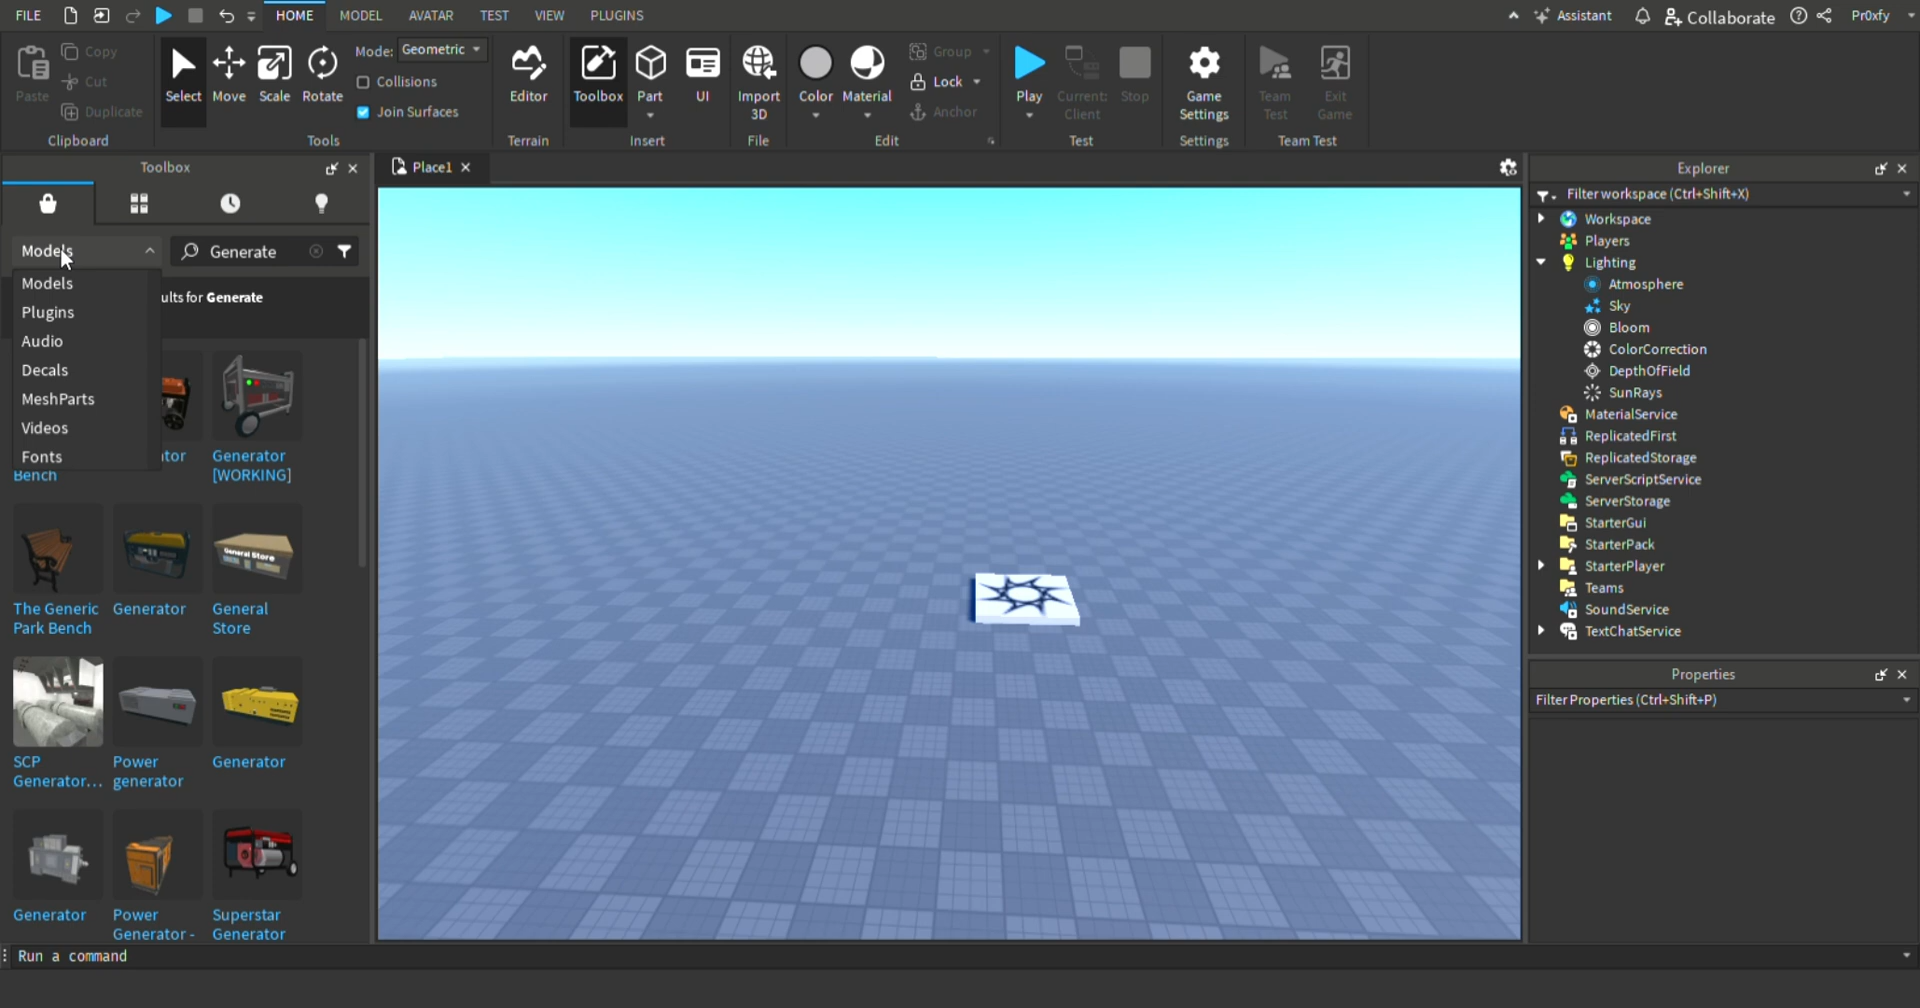 FILE
HOME
MODEL
AVATAR
TEST
VIEW
PLUGINS
Assistant
Collaborate
Pr0xfy
Paste
Copy
Cut
Duplicate
Clipboard
Select
Move
Scale
Rotate
Mode:
Geometric
Collisions
Join Surfaces
Tools
Editor
Terrain
Toolbox
Part
UI
Insert
Import
3D
File
Color
Material
Group
Lock
Anchor
Edit
Play
Current:
Client
Stop
Test
Game
Settings
Settings
Team
Test
Exit
Game
Team Test
Toolbox
Place1
Explorer
Filter workspace (Ctrl+Shift+X)
Models
Generate
Models
Plugins
Audio
Decals
MeshParts
Videos
Fonts
ults for Generate
Bench
tor
Generator
[WORKING]
The Generic
Park Bench
Generator
General Store
General
Store
SCP
Generator...
Power
generator
Generator
Generator
Power
Generator -
Superstar
Generator
Workspace
Players
Lighting
Atmosphere
Sky
Bloom
ColorCorrection
DepthOfField
SunRays
MaterialService
ReplicatedFirst
ReplicatedStorage
ServerScriptService
ServerStorage
StarterGui
StarterPack
StarterPlayer
Teams
SoundService
TextChatService
Properties
Filter Properties (Ctrl+Shift+P)
Run a command